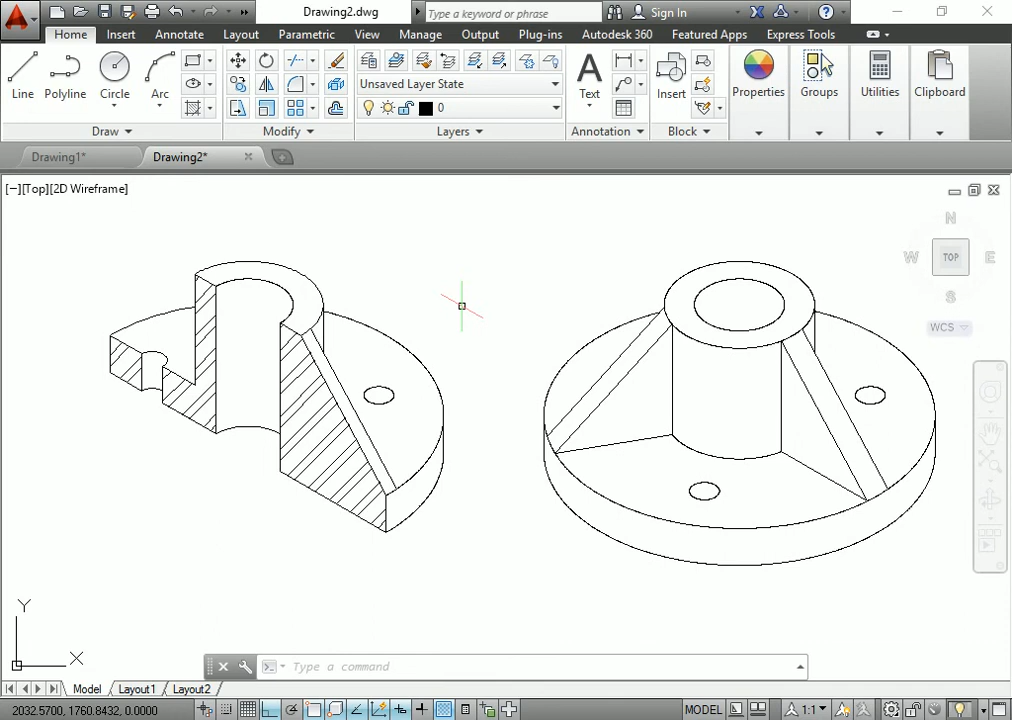 Drawing2.dwg
Type a keyword or phrase
Sign In
Home Insert Annotate Layout Parametric View Manage Output Plug-ins Autodesk 360 Featured Apps Express Tools
Line Polyline Circle Arc
Unsaved Layer State
0
Text
Insert
Properties
Groups
Utilities
Clipboard
Draw Modify Layers Annotation Block
Drawing1* Drawing2*
[−][Top][2D Wireframe]
N
W TOP E
S
WCS
Y
X
Type a command
Model Layout1 Layout2
2032.5700, 1760.8432, 0.0000
MODEL
1:1